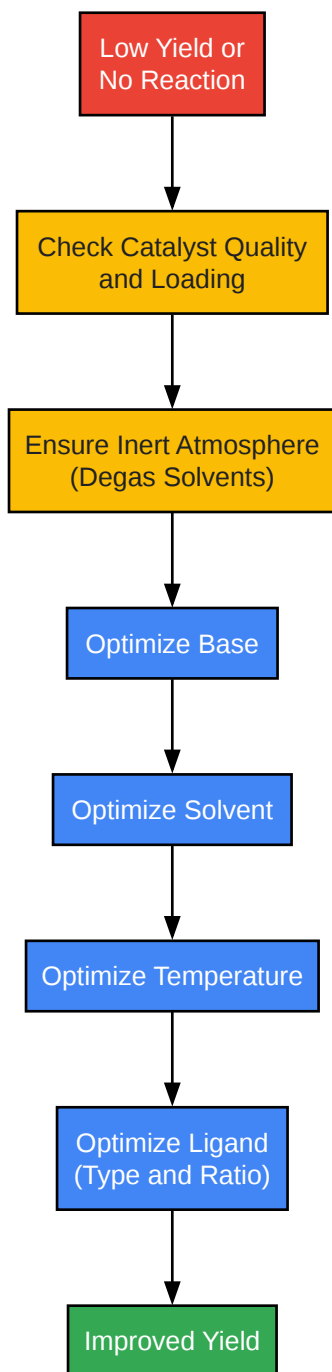 Low Yield or
No Reaction
Check Catalyst Quality
and Loading
Ensure Inert Atmosphere
(Degas Solvents)
Optimize Base
Optimize Solvent
Optimize Temperature
Optimize Ligand
(Type and Ratio)
Improved Yield